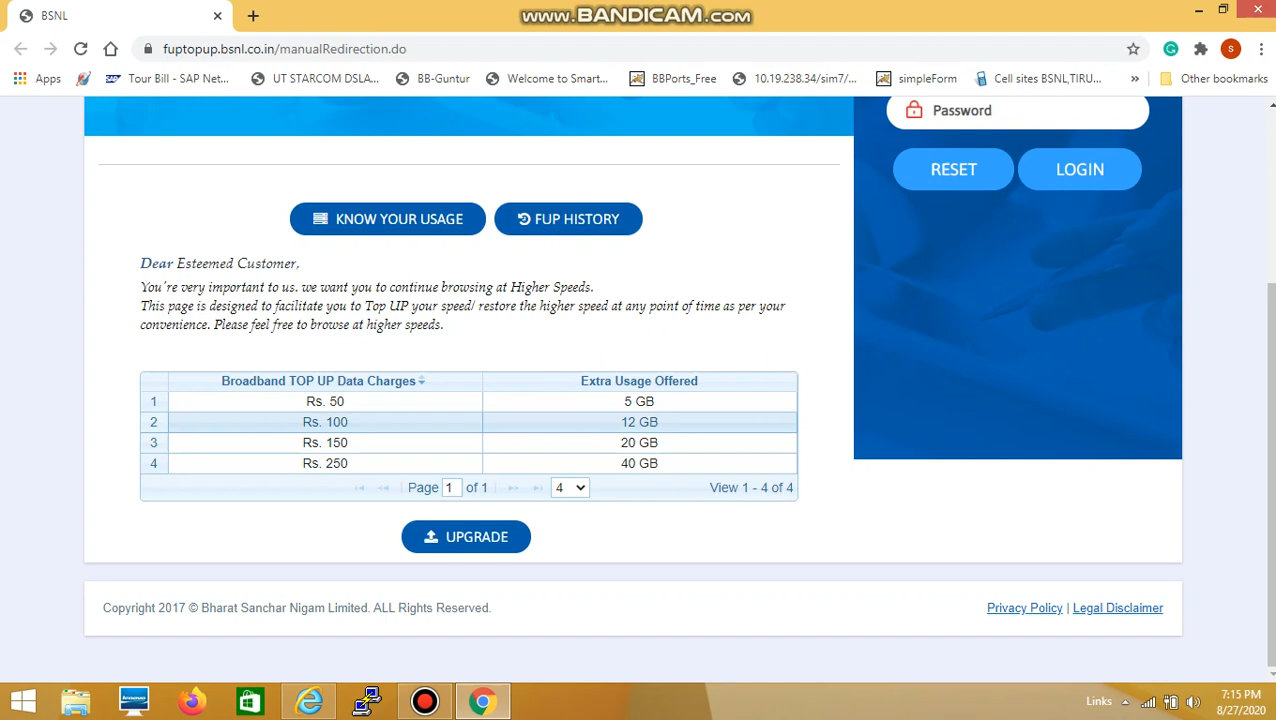 www.BANDICAM.com
BSNL
fuptopup.bsnl.co.in/manualRedirection.do
S
Apps Tour Bill - SAP Net... UT STARCOM DSLA... BB-Guntur Welcome to Smart... BBPorts_Free 10.19.238.34/sim7/... simpleForm Cell sites BSNL,TIRU... » Other bookmarks
Password
RESET LOGIN
KNOW YOUR USAGE FUP HISTORY
Dear Esteemed Customer,
You're very important to us. we want you to continue browsing at Higher Speeds.
This page is designed to facilitate you to Top UP your speed/ restore the higher speed at any point of time as per your
convenience. Please feel free to browse at higher speeds.
Broadband TOP UP Data Charges Extra Usage Offered
1 Rs. 50 5 GB
2 Rs. 100 12 GB
3 Rs. 150 20 GB
4 Rs. 250 40 GB
Page 1 of 1 4 View 1 - 4 of 4
UPGRADE
Copyright 2017 © Bharat Sanchar Nigam Limited. ALL Rights Reserved. Privacy Policy | Legal Disclaimer
Links 7:15 PM
8/27/2020